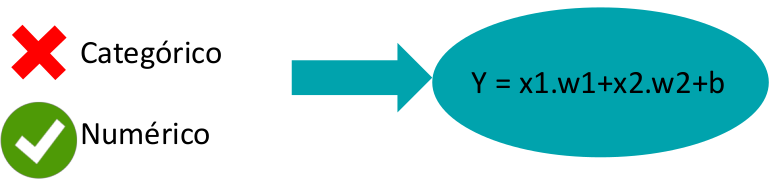 Categórico
Y = x1.w1+x2.w2+b
Numérico